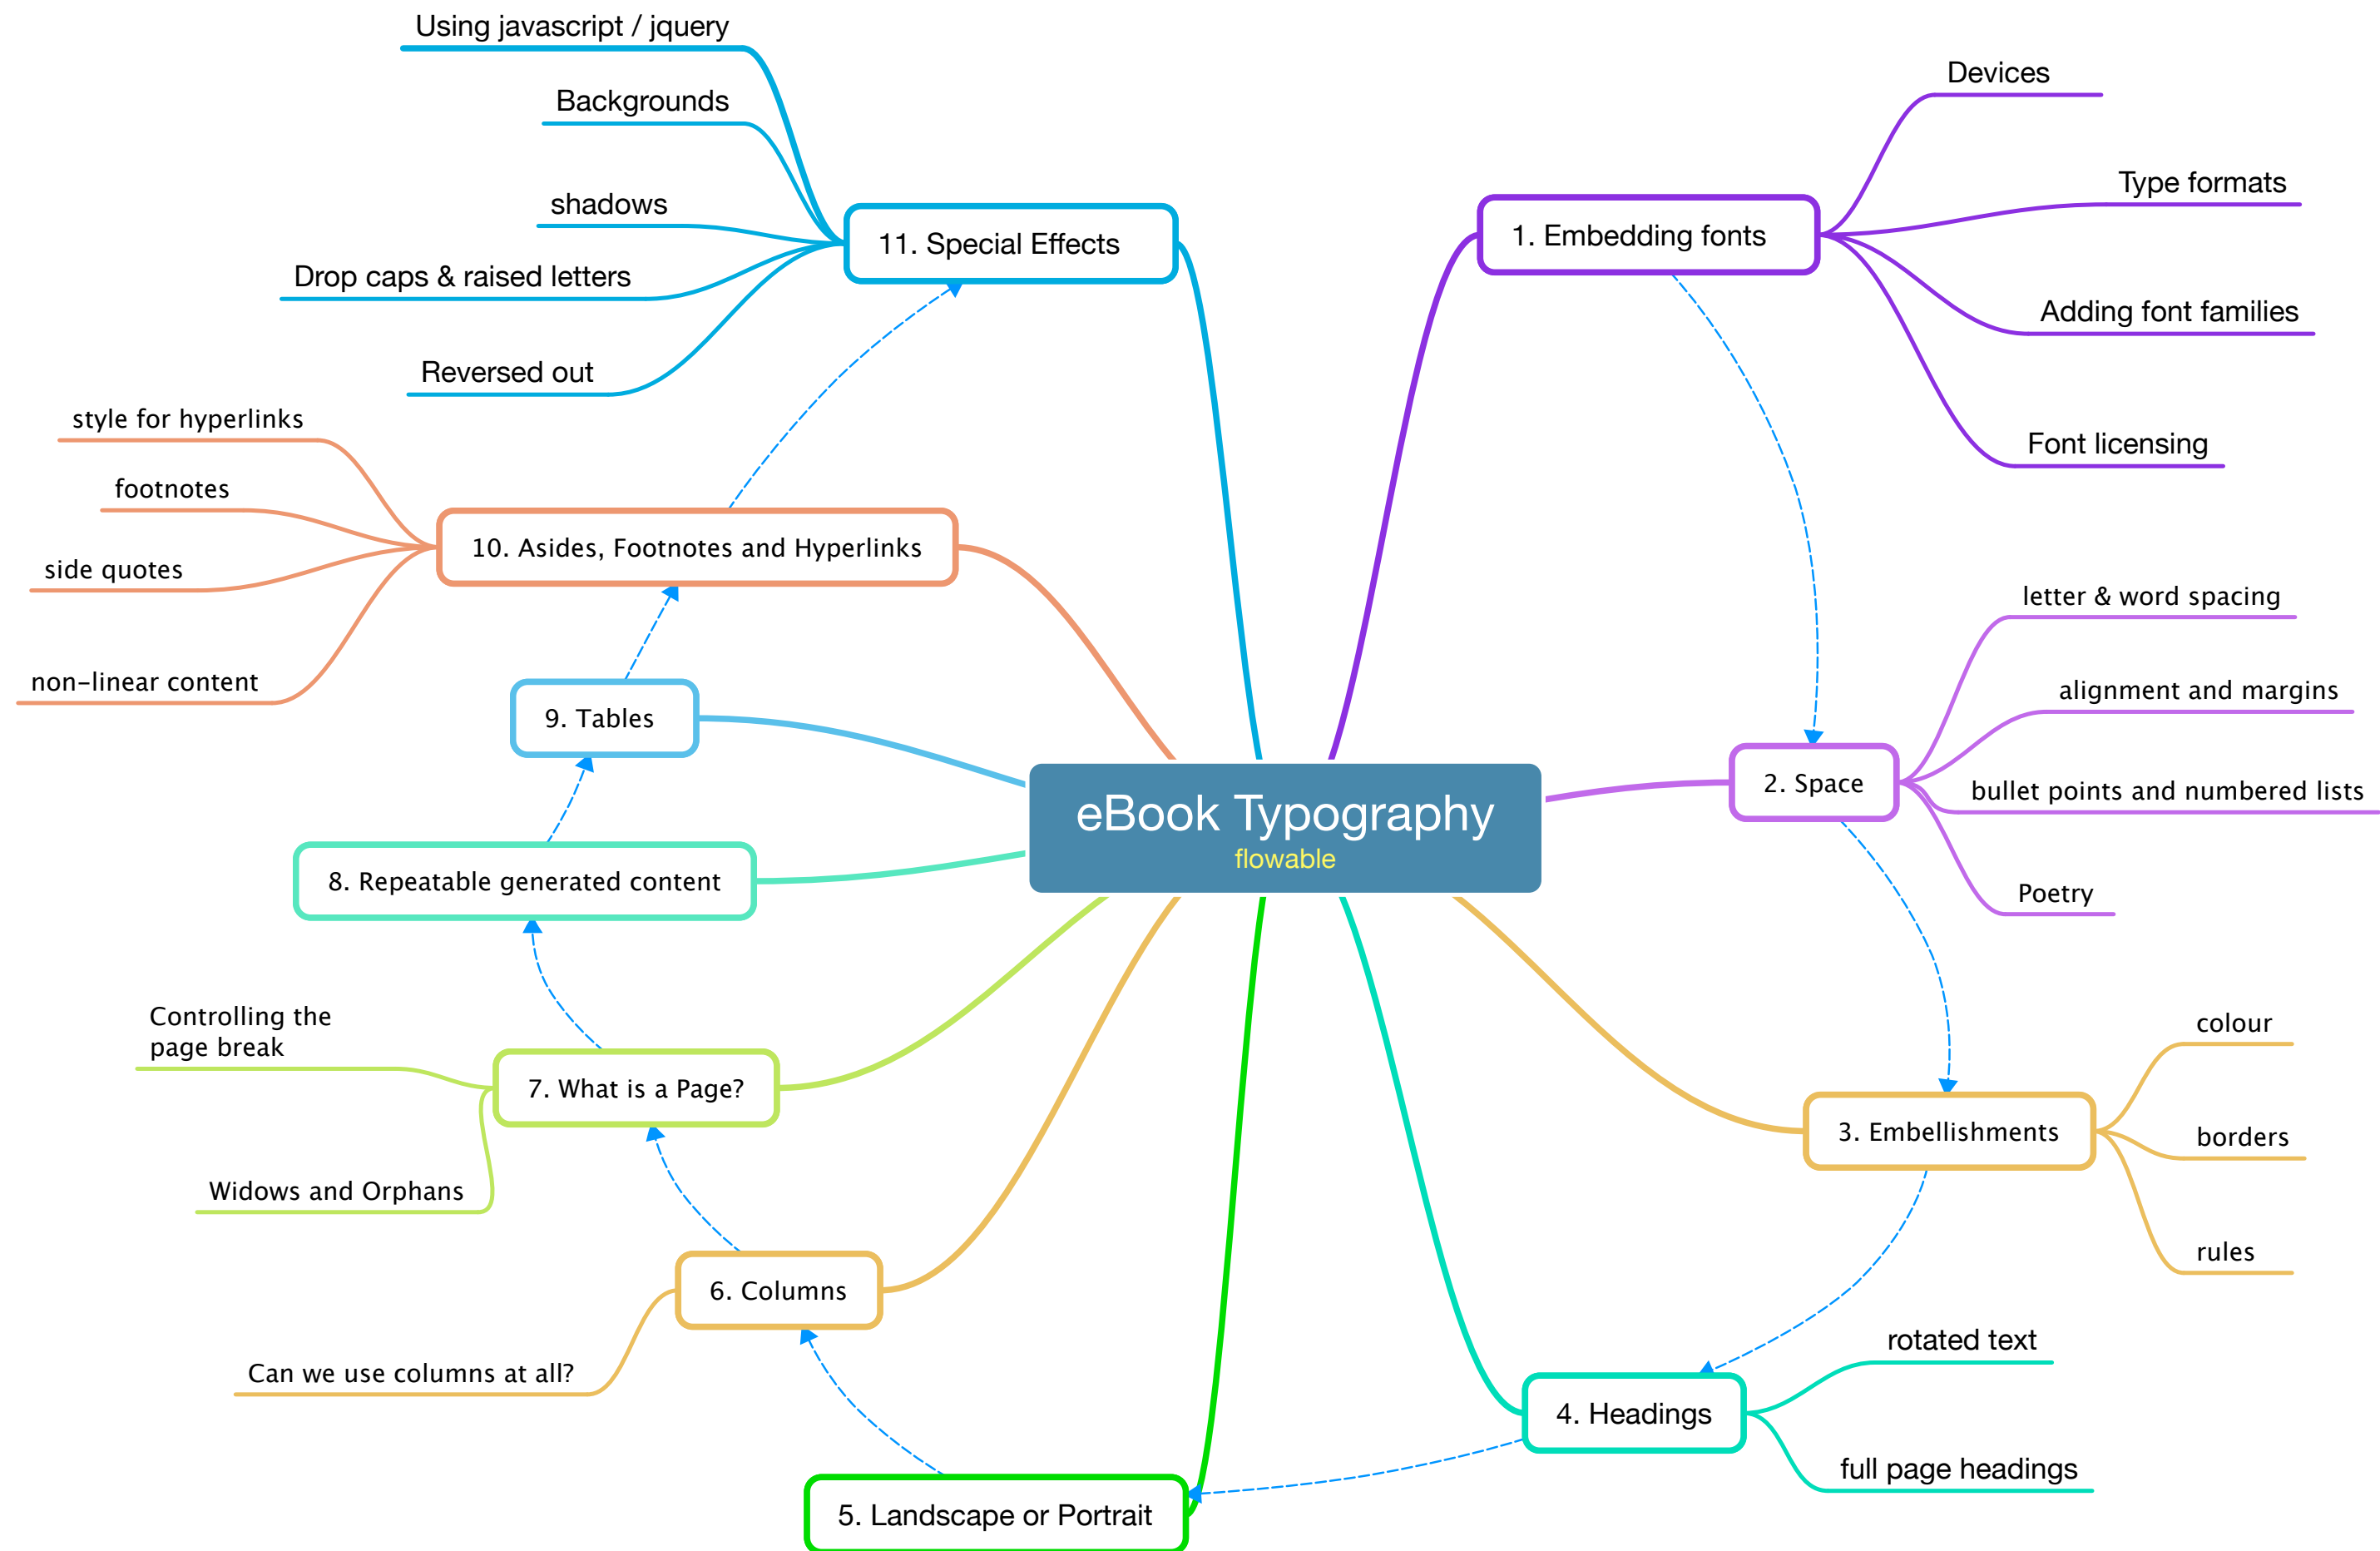 eBook Typography
flowable
1. Embedding fonts
Devices
Type formats
Adding font families
Font licensing
2. Space
letter & word spacing
alignment and margins
bullet points and numbered lists
Poetry
3. Embellishments
colour
borders
rules
4. Headings
rotated text
full page headings
5. Landscape or Portrait
6. Columns
Can we use columns at all?
7. What is a Page?
Controlling the
page break
Widows and Orphans
8. Repeatable generated content
9. Tables
10. Asides, Footnotes and Hyperlinks
style for hyperlinks
footnotes
side quotes
non-linear content
11. Special Effects
Using javascript / jquery
Backgrounds
shadows
Drop caps & raised letters
Reversed out